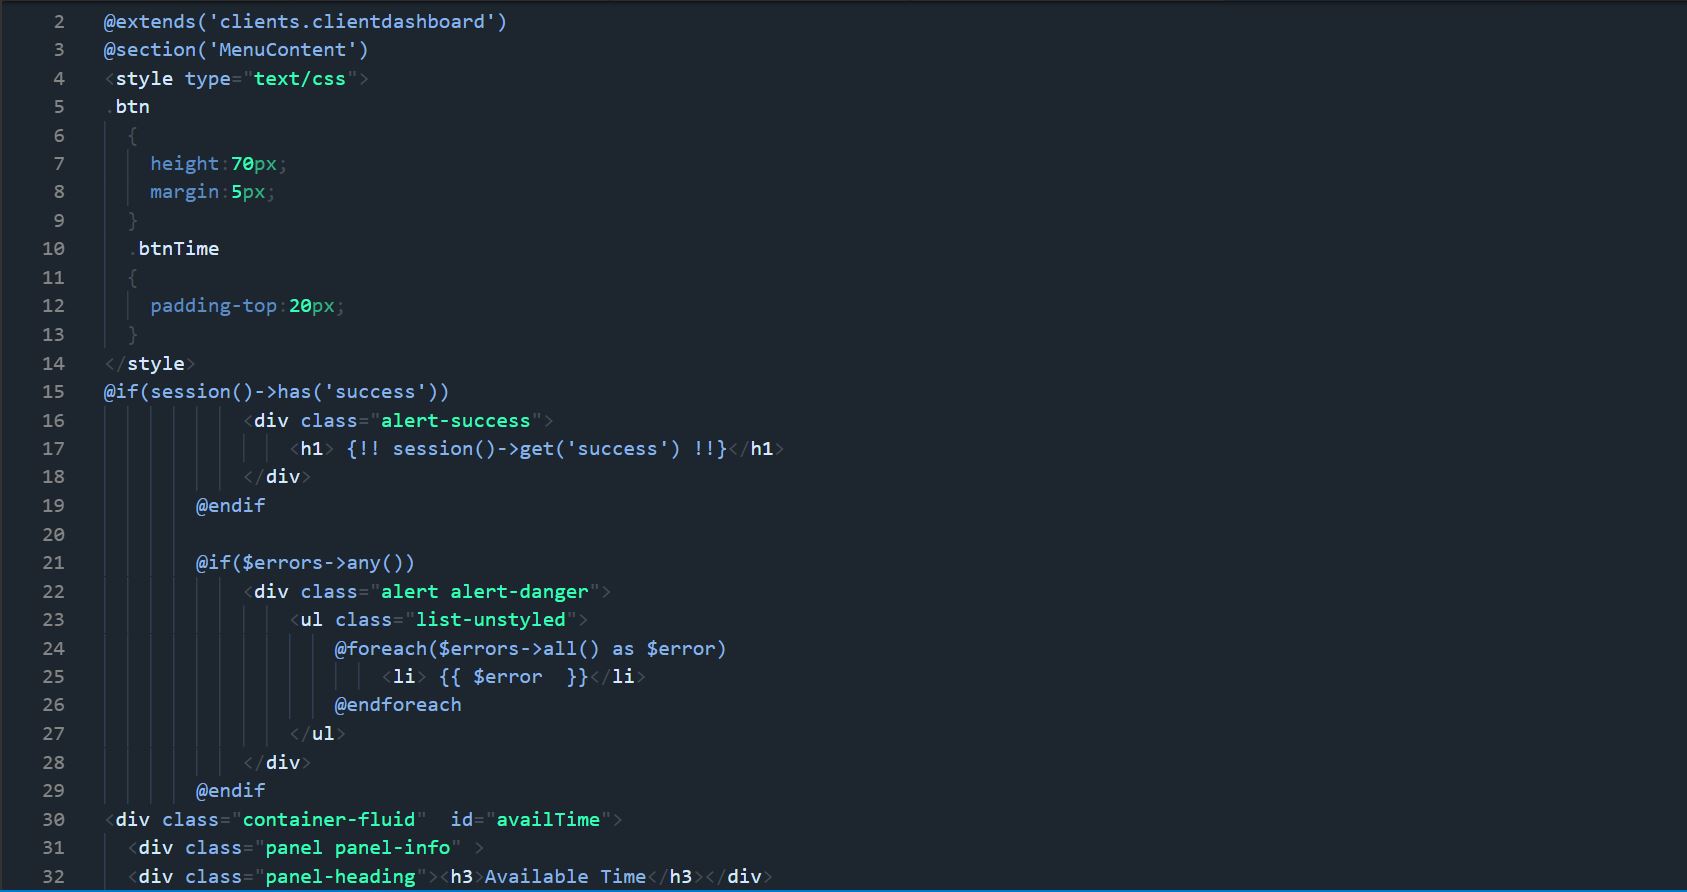 2 @extends('clients.clientdashboard')
3 @section('MenuContent')
4 <style type="text/css">
5 .btn
6 {
7 height:70px;
8 margin:5px;
9 }
10 .btnTime
11 {
12 padding-top:20px;
13 }
14 </style>
15 @if(session()->has('success'))
16 <div class="alert-success">
17 <h1> {!! session()->get('success') !!}</h1>
18 </div>
19 @endif
20
21 @if($errors->any())
22 <div class="alert alert-danger">
23 <ul class="list-unstyled">
24 @foreach($errors->all() as $error)
25 <li> {{ $error  }}</li>
26 @endforeach
27 </ul>
28 </div>
29 @endif
30 <div class="container-fluid"  id="availTime">
31 <div class="panel panel-info" >
32 <div class="panel-heading"><h3>Available Time</h3></div>